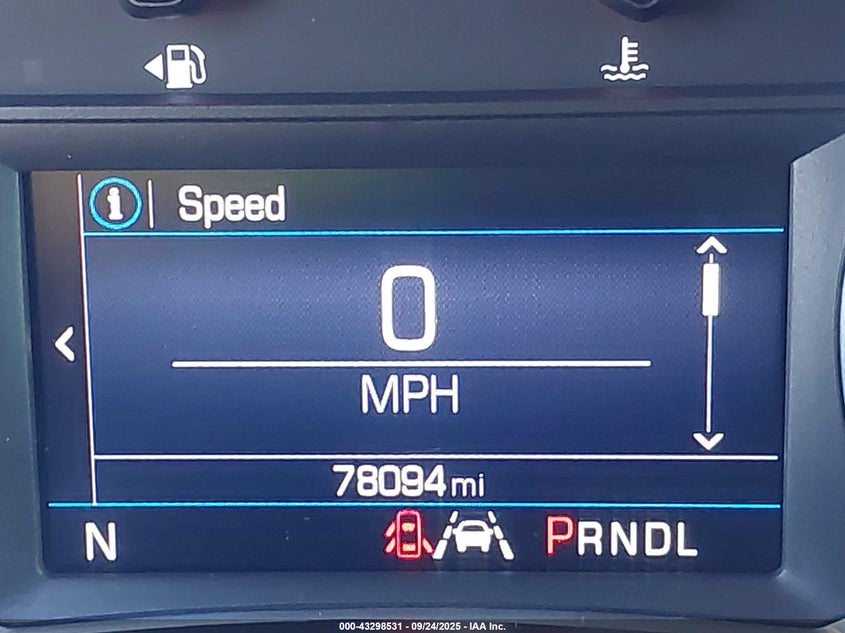 Speed
0
MPH
78094 mi
N
PRNDL
000-43298531 - 09/24/2025 - IAA Inc.